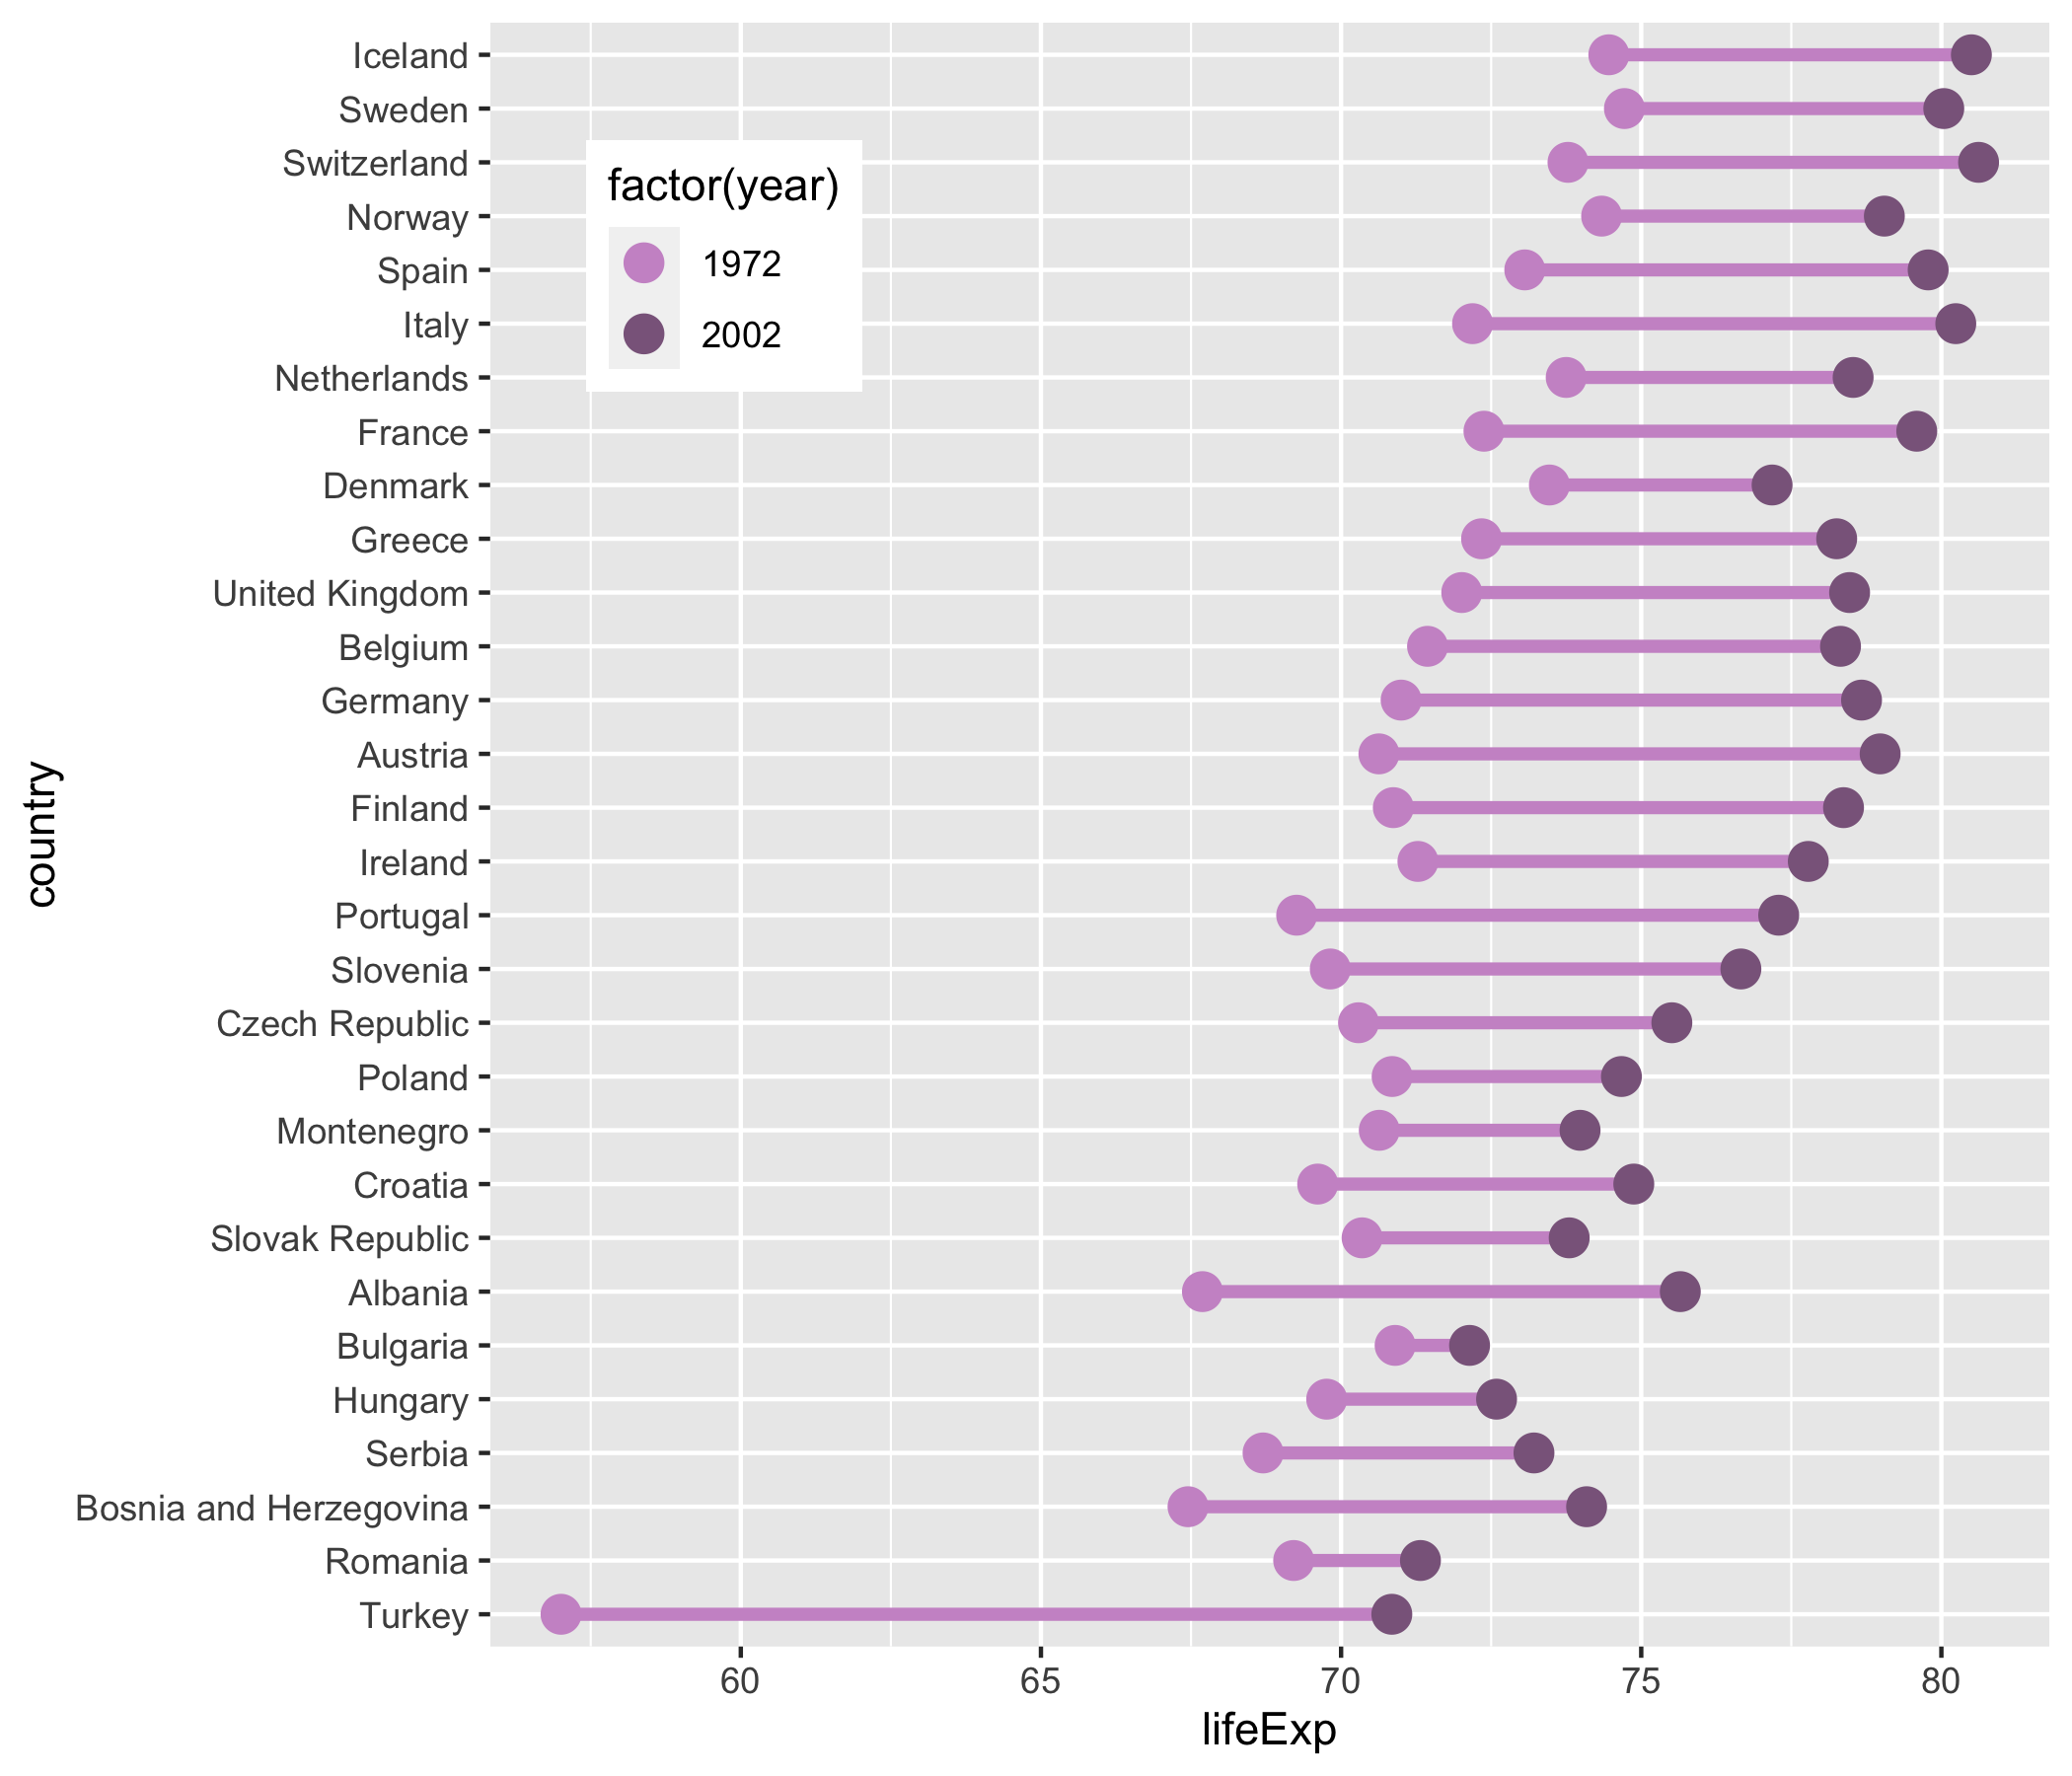 Iceland
Sweden
Switzerland
Norway
Spain
Italy
Netherlands
France
Denmark
Greece
United Kingdom
Belgium
Germany
Austria
Finland
Ireland
Portugal
Slovenia
Czech Republic
Poland
Montenegro
Croatia
Slovak Republic
Albania
Bulgaria
Hungary
Serbia
Bosnia and Herzegovina
Romania
Turkey
country
factor(year)
1972
2002
60 65 70 75 80
lifeExp